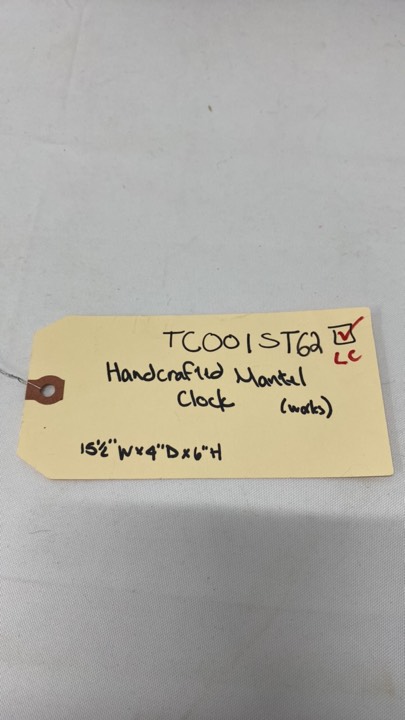 TC001ST62 ☑
LC
Handcrafted Mantel
Clock (works)
15½"W x 4"D x 6"H